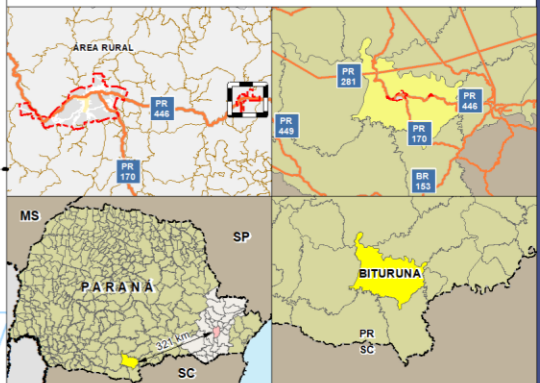 ÁREA RURAL
PR
446
PR
170
PR
281
PR
446
PR
449
PR
170
BR
153
MS
SP
PARANÁ
321 km
SC
BITURUNA
PR
SC